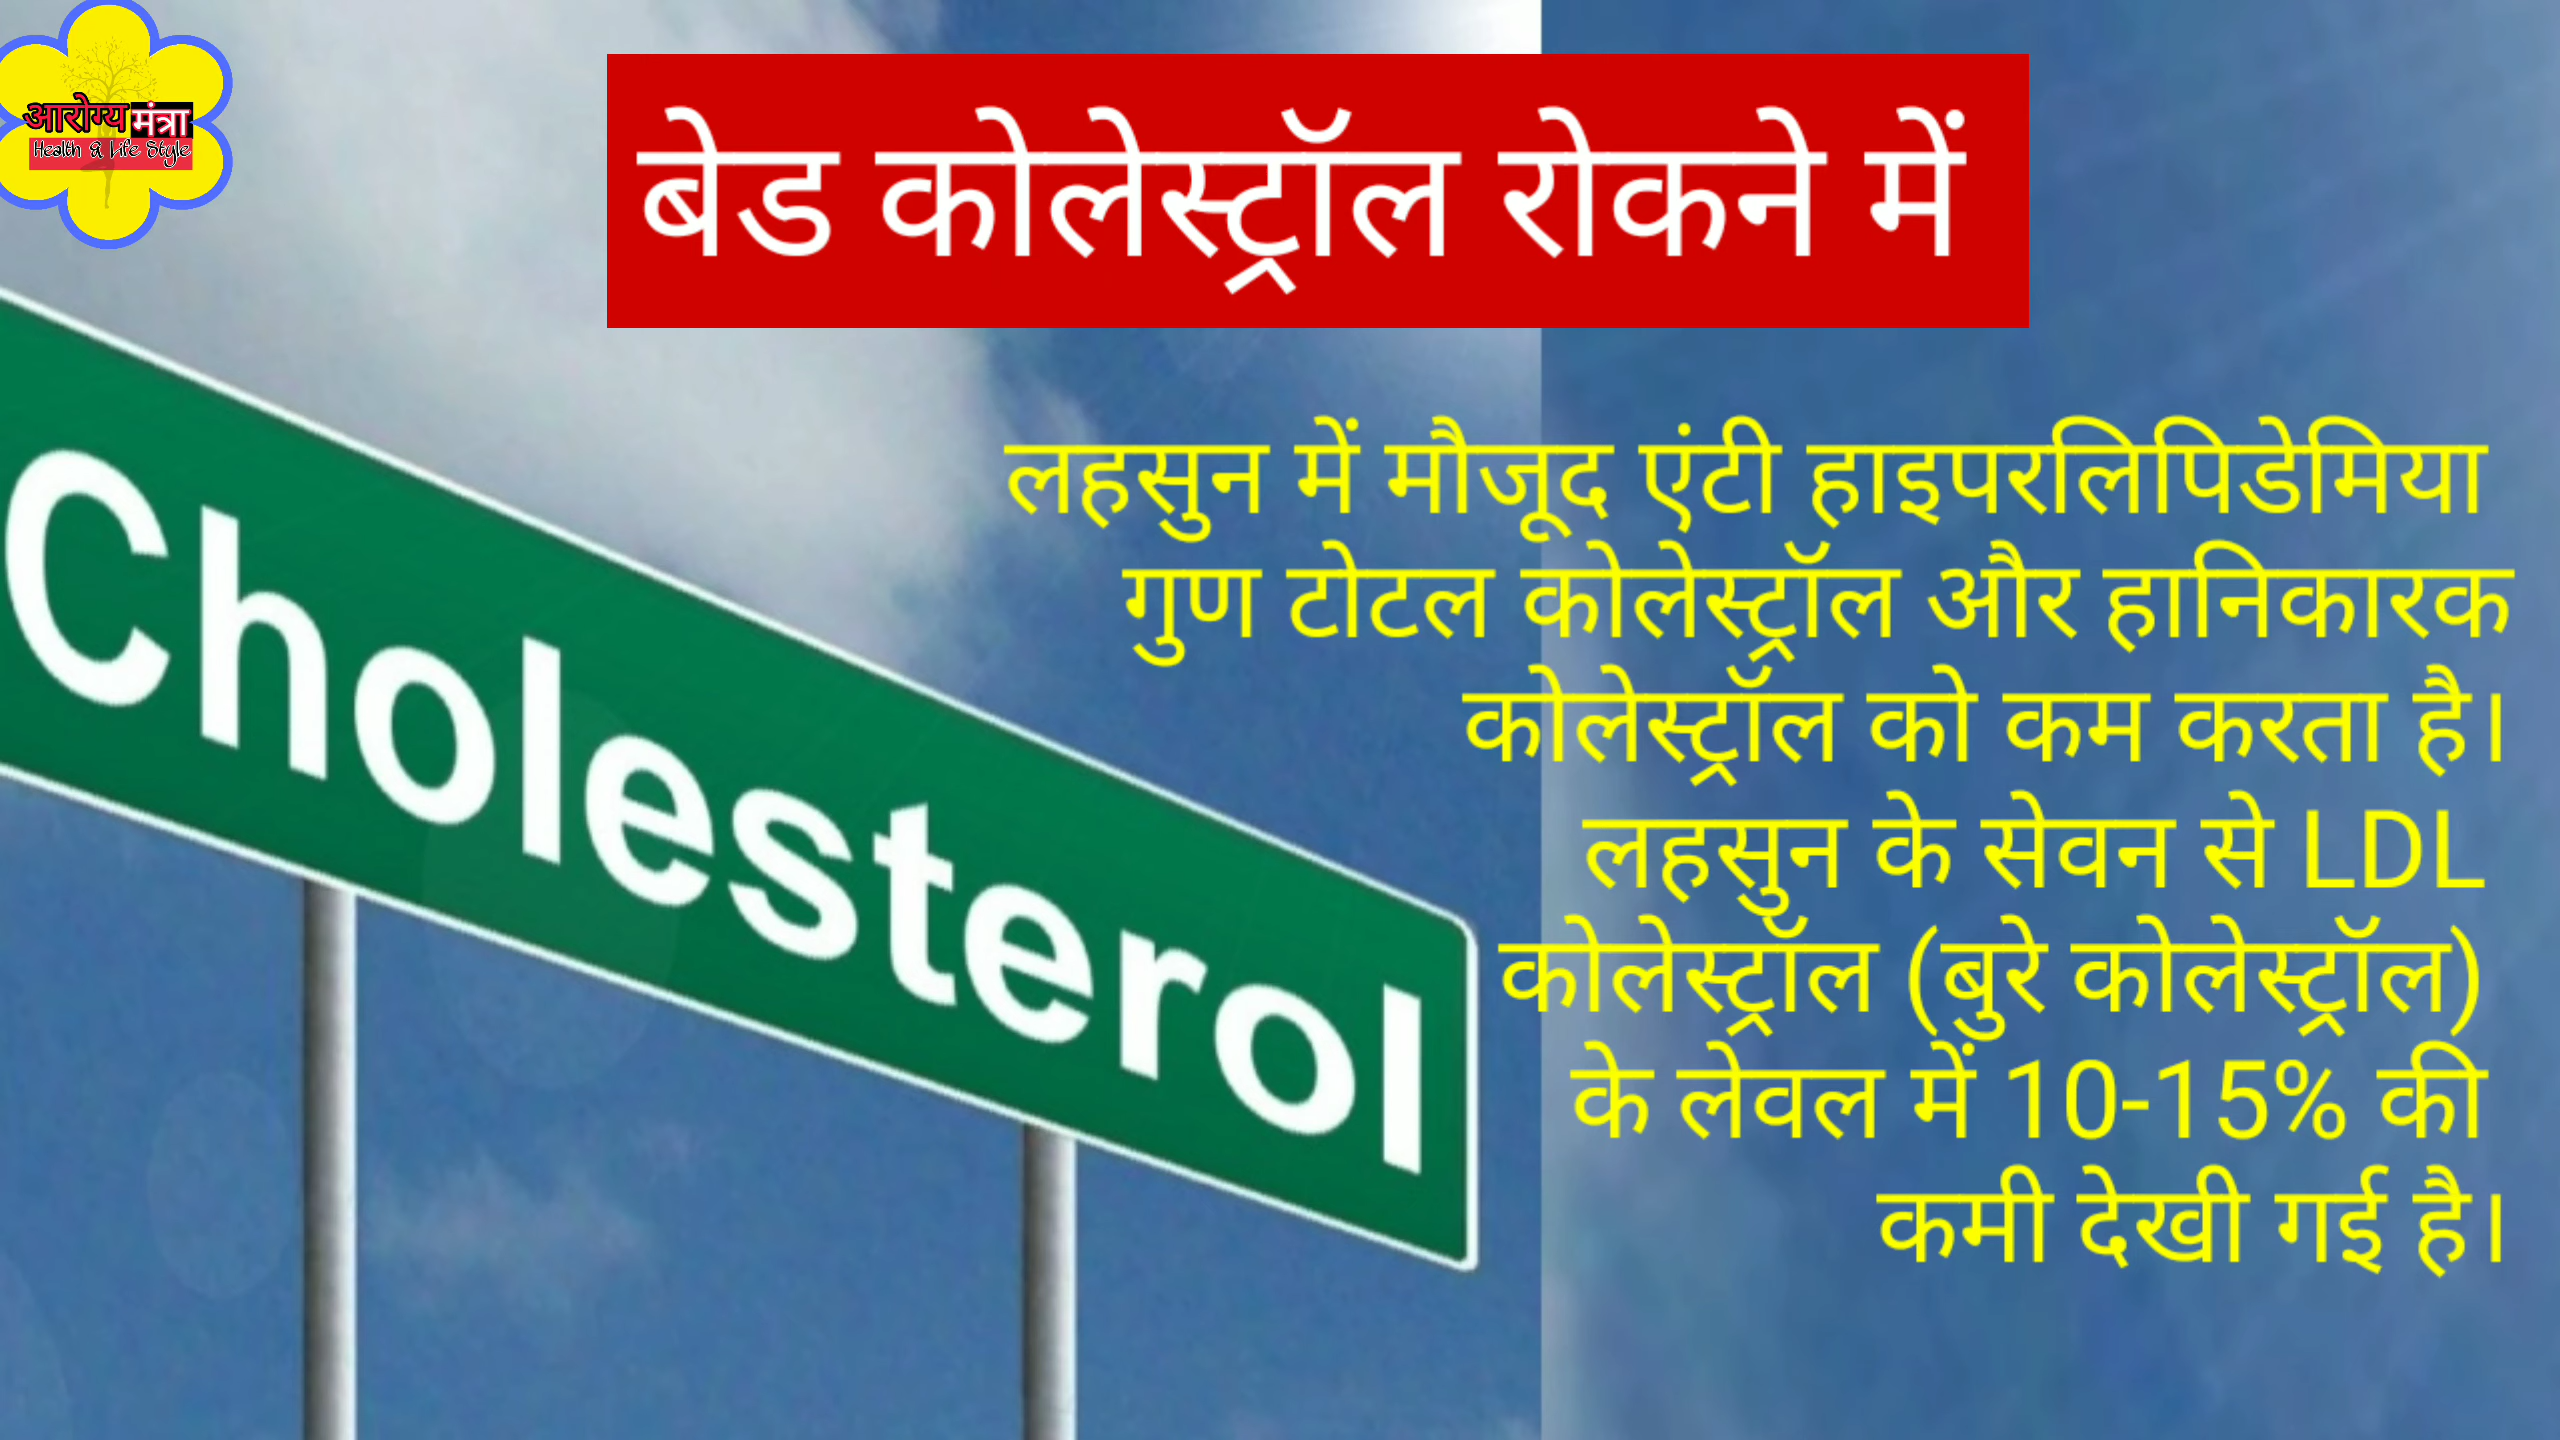 आरोग्य मंत्रा
Health & Life Style
बेड कोलेस्ट्रॉल रोकने में
Cholesterol
लहसुन में मौजूद एंटी हाइपरलिपिडेमिया
गुण टोटल कोलेस्ट्रॉल और हानिकारक
कोलेस्ट्रॉल को कम करता है।
लहसुन के सेवन से LDL
कोलेस्ट्रॉल (बुरे कोलेस्ट्रॉल)
के लेवल में 10-15% की
कमी देखी गई है।